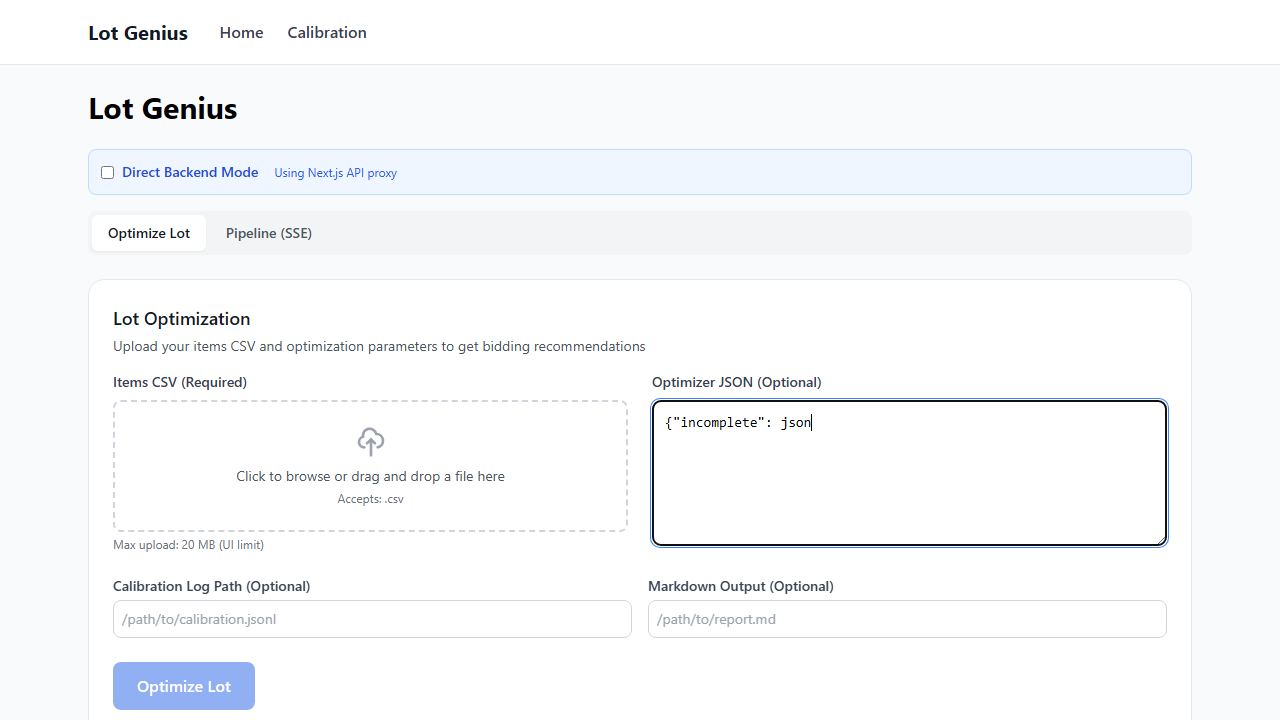 Lot Genius Home Calibration
Lot Genius
Direct Backend Mode Using Next.js API proxy
Optimize Lot Pipeline (SSE)
Lot Optimization
Upload your items CSV and optimization parameters to get bidding recommendations
Items CSV (Required)
Click to browse or drag and drop a file here
Accepts: .csv
Max upload: 20 MB (UI limit)
Optimizer JSON (Optional)
{"incomplete": json
Calibration Log Path (Optional)
/path/to/calibration.jsonl
Markdown Output (Optional)
/path/to/report.md
Optimize Lot